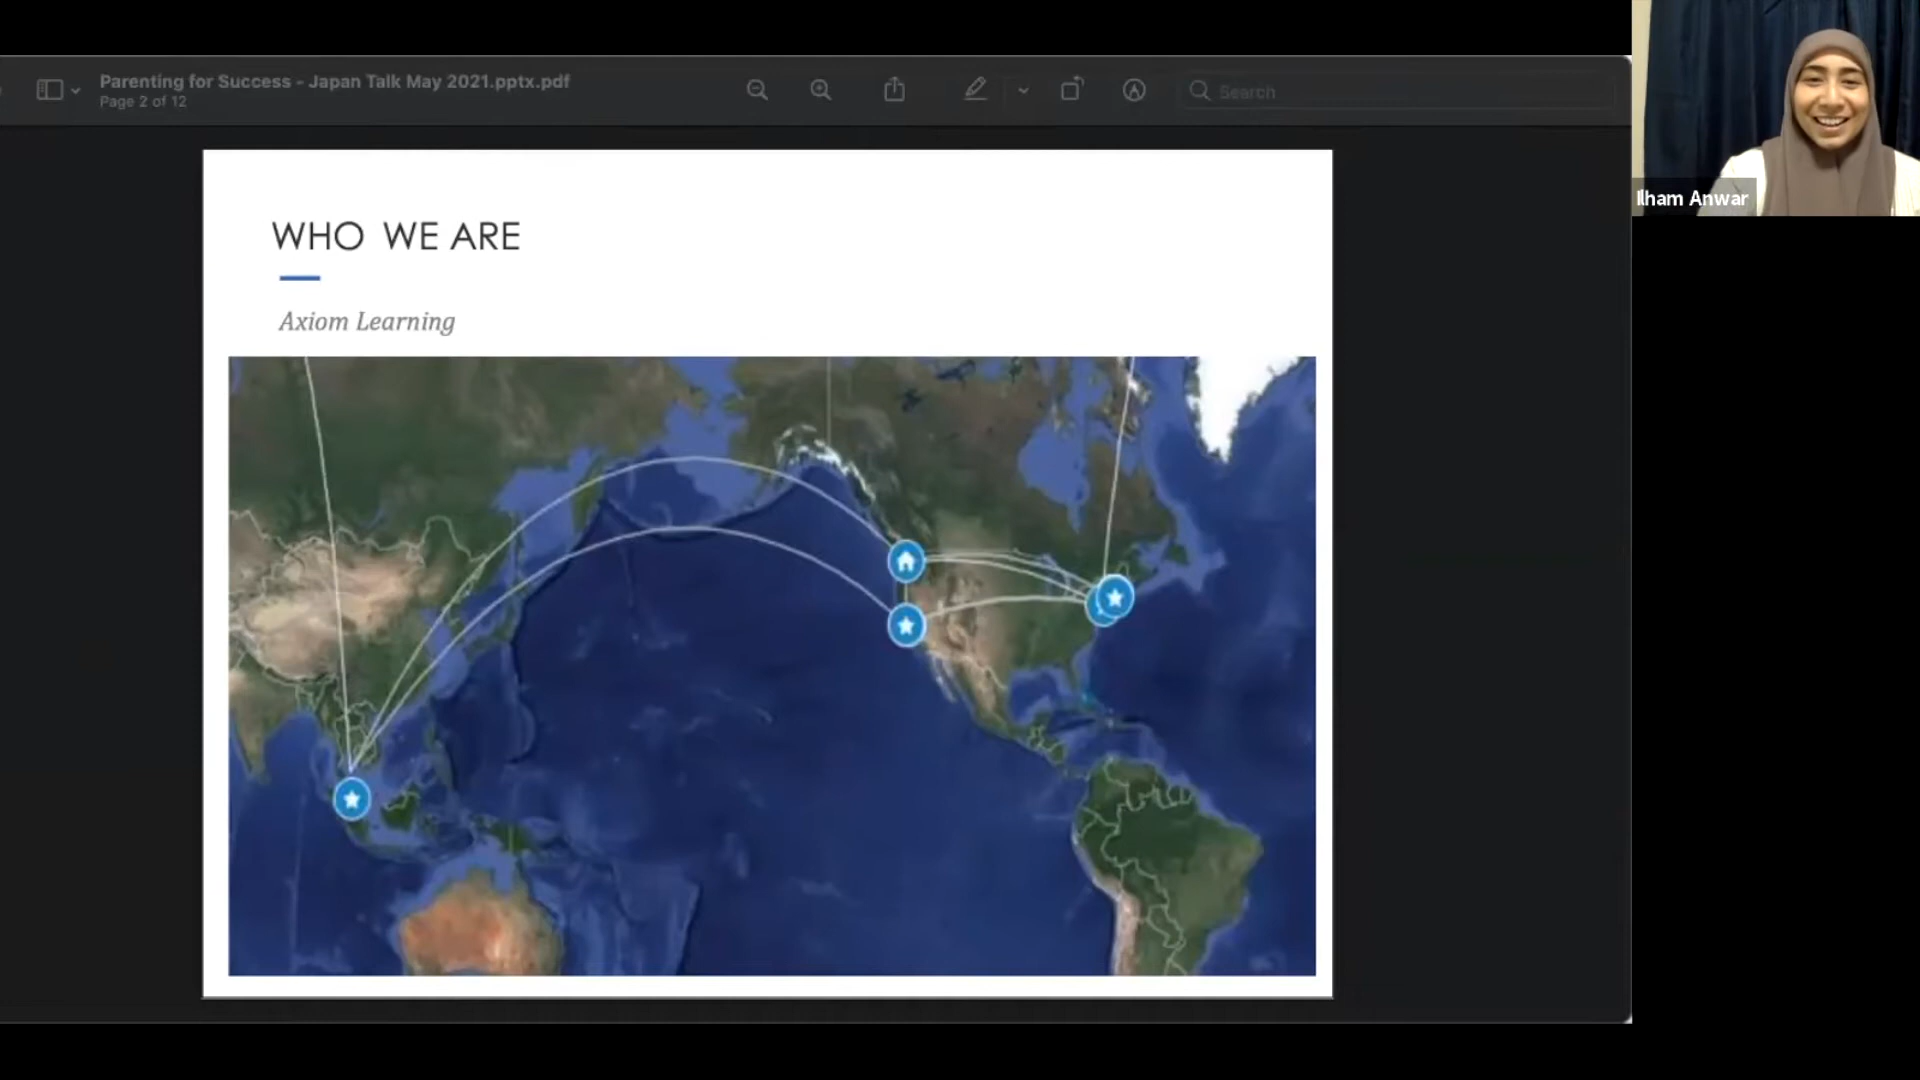 Parenting for Success - Japan Talk May 2021.pptx.pdf
Page 2 of 12
Search
Ilham Anwar
WHO WE ARE
Axiom Learning